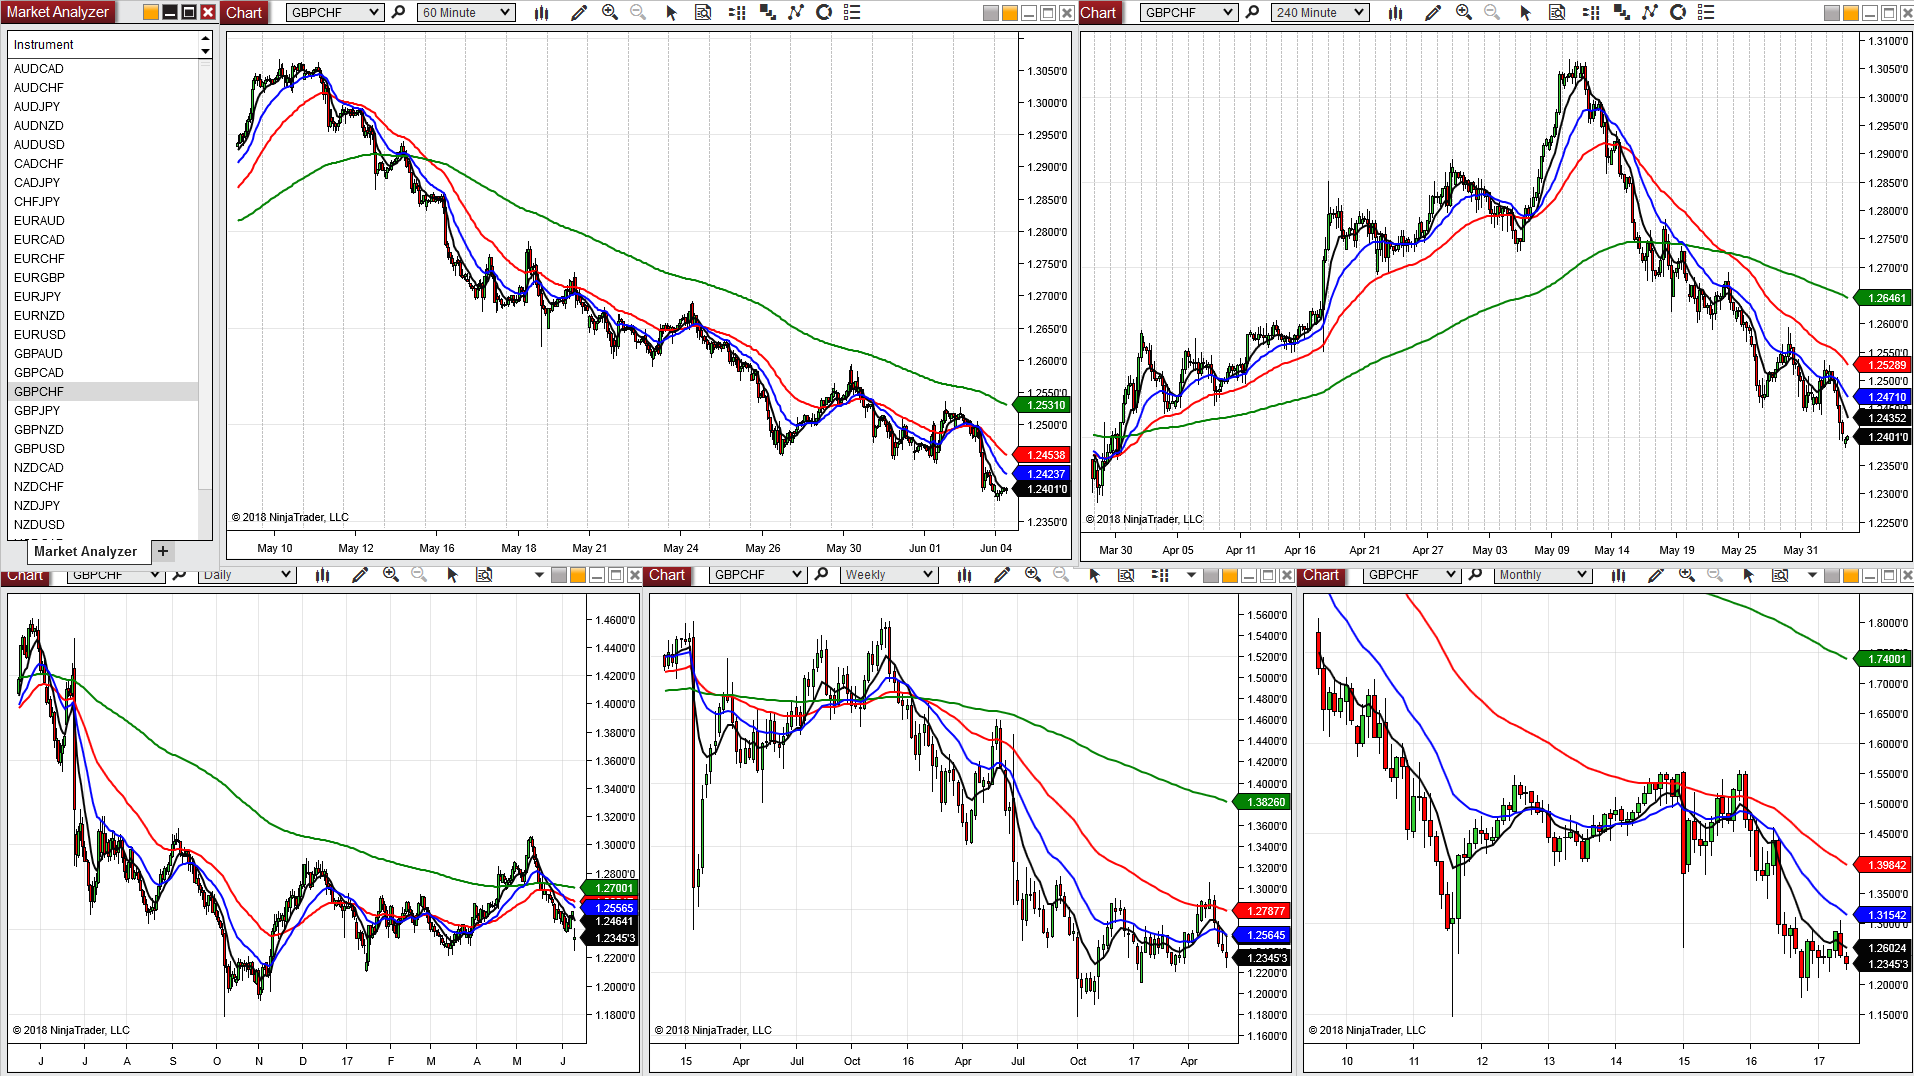 Market Analyzer
Instrument
AUDCAD
AUDCHF
AUDJPY
AUDNZD
AUDUSD
CADCHF
CADJPY
CHFJPY
EURAUD
EURCAD
EURCHF
EURGBP
EURJPY
EURNZD
EURUSD
GBPAUD
GBPCAD
GBPCHF
GBPJPY
GBPNZD
GBPUSD
NZDCAD
NZDCHF
NZDJPY
NZDUSD
Market Analyzer +
Chart GBPCHF 60 Minute
1.3050'0
1.3000'0
1.2950'0
1.2900'0
1.2850'0
1.2800'0
1.2750'0
1.2700'0
1.2650'0
1.2600'0
1.2550'0
1.25310
1.2500'0
1.24538
1.24237
1.2401'0
1.2350'0
© 2018 NinjaTrader, LLC
May 10 May 12 May 16 May 18 May 21 May 24 May 26 May 30 Jun 01 Jun 04
Chart GBPCHF 240 Minute
1.3100'0
1.3050'0
1.3000'0
1.2950'0
1.2900'0
1.2850'0
1.2800'0
1.2750'0
1.2700'0
1.26461
1.2600'0
1.2550'0
1.25289
1.2500'0
1.24710
1.24352
1.2401'0
1.2350'0
1.2300'0
1.2250'0
© 2018 NinjaTrader, LLC
Mar 30 Apr 05 Apr 11 Apr 16 Apr 21 Apr 27 May 03 May 09 May 14 May 19 May 25 May 31
Chart GBPCHF Daily
1.4600'0
1.4400'0
1.4200'0
1.4000'0
1.3800'0
1.3600'0
1.3400'0
1.3200'0
1.3000'0
1.2800'0
1.27001
1.25565
1.24641
1.2345'3
1.2200'0
1.2000'0
1.1800'0
© 2018 NinjaTrader, LLC
J J A S O N D 17 F M A M J
Chart GBPCHF Weekly
1.5600'0
1.5400'0
1.5200'0
1.5000'0
1.4800'0
1.4600'0
1.4400'0
1.4200'0
1.4000'0
1.38260
1.3600'0
1.3400'0
1.3200'0
1.3000'0
1.27877
1.25645
1.2345'3
1.2200'0
1.2000'0
1.1800'0
1.1600'0
© 2018 NinjaTrader, LLC
15 Apr Jul Oct 16 Apr Jul Oct 17 Apr
Chart GBPCHF Monthly
1.8000'0
1.74001
1.7000'0
1.6500'0
1.6000'0
1.5500'0
1.5000'0
1.4500'0
1.39842
1.3500'0
1.31542
1.3000'0
1.26024
1.2345'3
1.2000'0
1.1500'0
© 2018 NinjaTrader, LLC
10 11 12 13 14 15 16 17